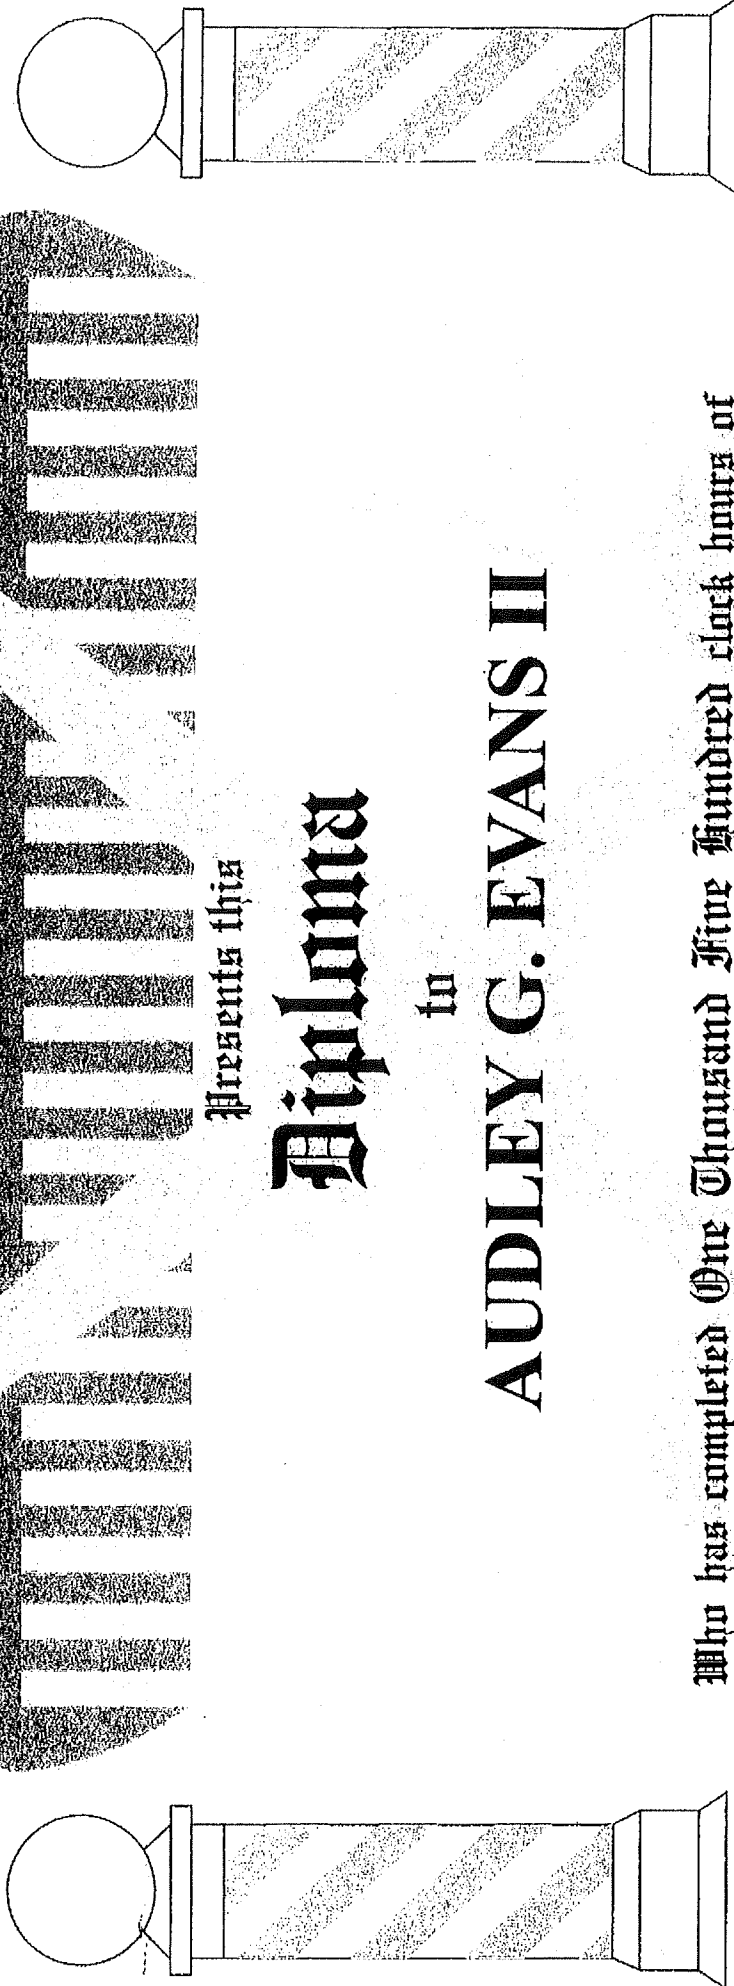 Presents this
Diploma
to
AUDLEY G. EVANS II
Who has completed One Thousand Five Hundred clock hours of